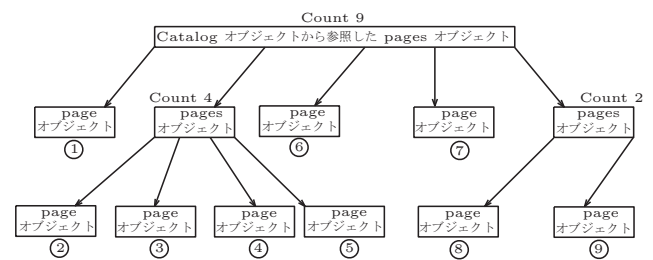 Count 9
Catalog オブジェクトから参照した pages オブジェクト
Count 4
Count 2
page
オブジェクト
①
pages
オブジェクト
page
オブジェクト
⑥
page
オブジェクト
⑦
pages
オブジェクト
page
オブジェクト
②
page
オブジェクト
③
page
オブジェクト
④
page
オブジェクト
⑤
page
オブジェクト
⑧
page
オブジェクト
⑨